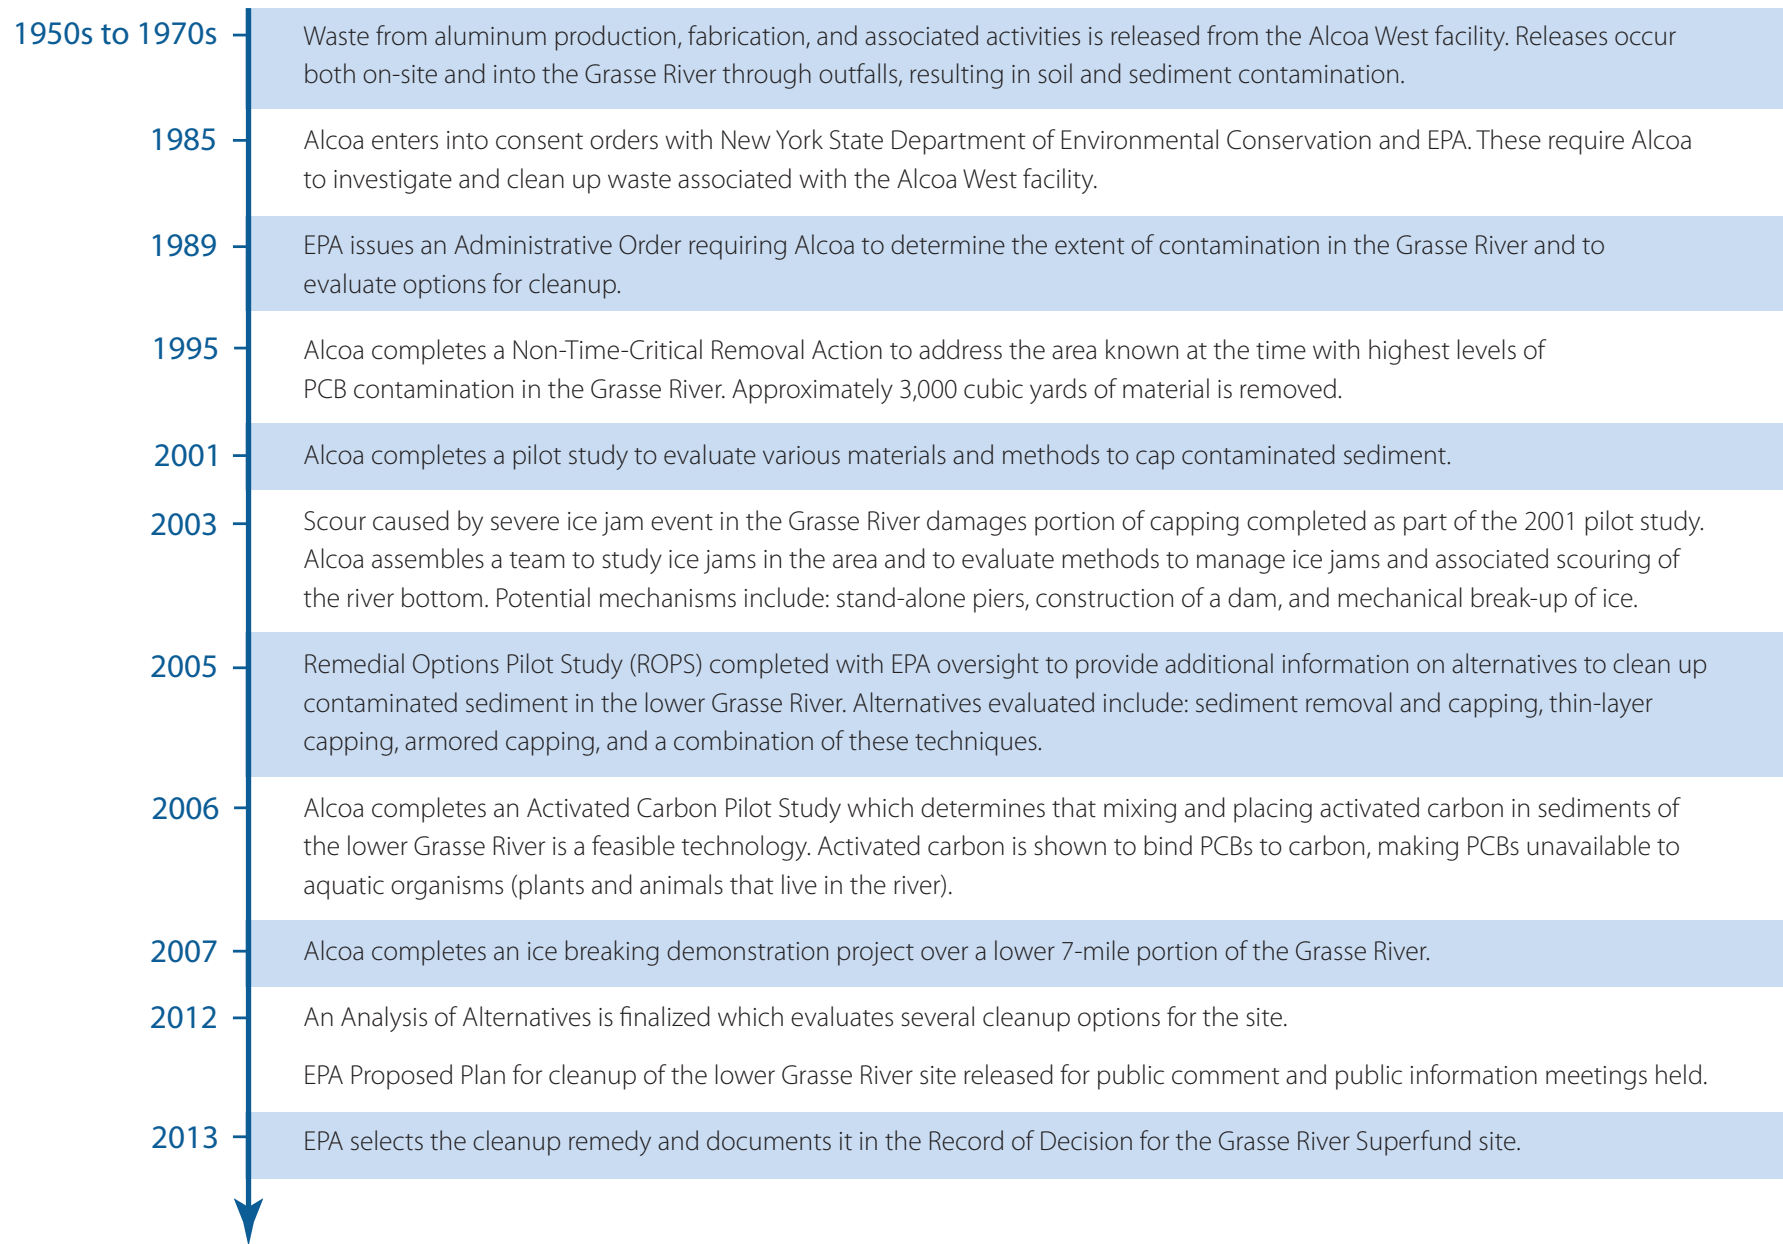 1950s to 1970s
Waste from aluminum production, fabrication, and associated activities is released from the Alcoa West facility. Releases occur
both on-site and into the Grasse River through outfalls, resulting in soil and sediment contamination.
1985
Alcoa enters into consent orders with New York State Department of Environmental Conservation and EPA. These require Alcoa
to investigate and clean up waste associated with the Alcoa West facility.
1989
EPA issues an Administrative Order requiring Alcoa to determine the extent of contamination in the Grasse River and to
evaluate options for cleanup.
1995
Alcoa completes a Non-Time-Critical Removal Action to address the area known at the time with highest levels of
PCB contamination in the Grasse River. Approximately 3,000 cubic yards of material is removed.
2001
Alcoa completes a pilot study to evaluate various materials and methods to cap contaminated sediment.
2003
Scour caused by severe ice jam event in the Grasse River damages portion of capping completed as part of the 2001 pilot study.
Alcoa assembles a team to study ice jams in the area and to evaluate methods to manage ice jams and associated scouring of
the river bottom. Potential mechanisms include: stand-alone piers, construction of a dam, and mechanical break-up of ice.
2005
Remedial Options Pilot Study (ROPS) completed with EPA oversight to provide additional information on alternatives to clean up
contaminated sediment in the lower Grasse River. Alternatives evaluated include: sediment removal and capping, thin-layer
capping, armored capping, and a combination of these techniques.
2006
Alcoa completes an Activated Carbon Pilot Study which determines that mixing and placing activated carbon in sediments of
the lower Grasse River is a feasible technology. Activated carbon is shown to bind PCBs to carbon, making PCBs unavailable to
aquatic organisms (plants and animals that live in the river).
2007
Alcoa completes an ice breaking demonstration project over a lower 7-mile portion of the Grasse River.
2012
An Analysis of Alternatives is finalized which evaluates several cleanup options for the site.
EPA Proposed Plan for cleanup of the lower Grasse River site released for public comment and public information meetings held.
2013
EPA selects the cleanup remedy and documents it in the Record of Decision for the Grasse River Superfund site.